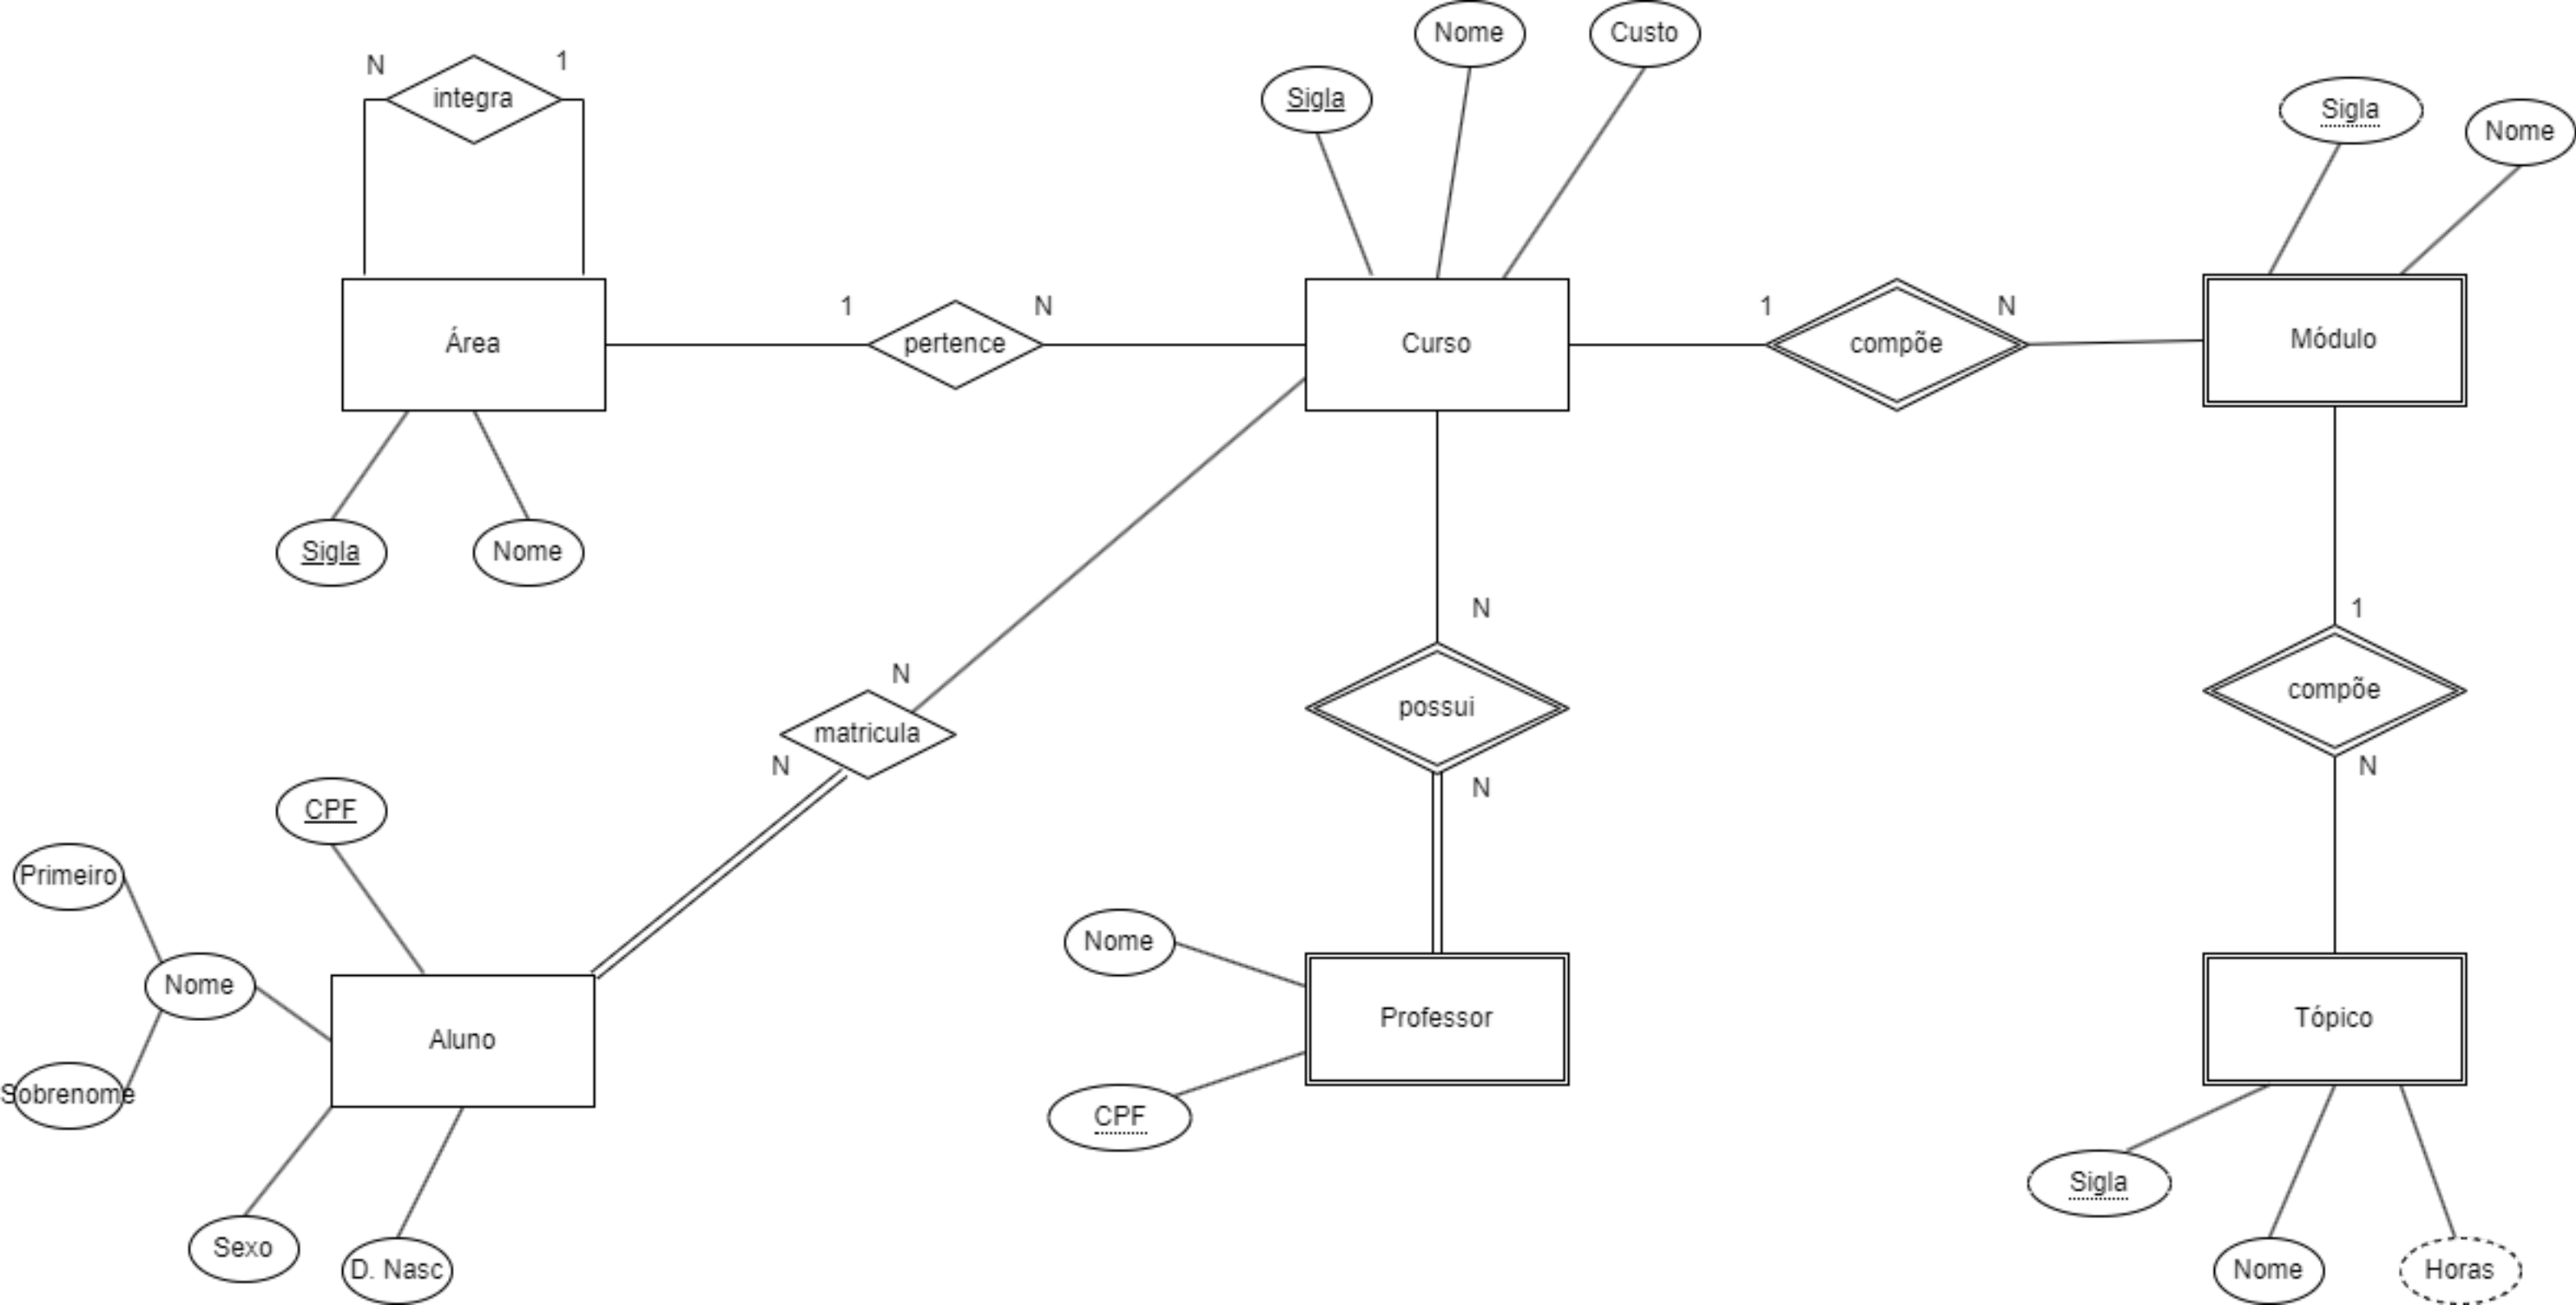 Nome
Custo
N
1
integra
Sigla
Sigla
Nome
1
N
1
N
Área
pertence
Curso
compõe
Módulo
Sigla
Nome
N
1
N
matricula
possui
compõe
N
N
N
CPF
Primeiro
Nome
Nome
Aluno
Professor
Tópico
Sobrenome
CPF
Sigla
Sexo
D. Nasc
Nome
Horas